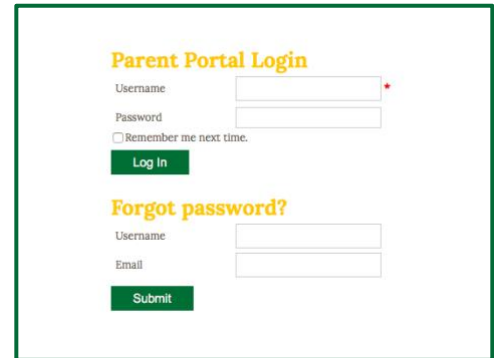 Parent Portal Login
Username *
Password
Remember me next time.
Log In
Forgot password?
Username
Email
Submit